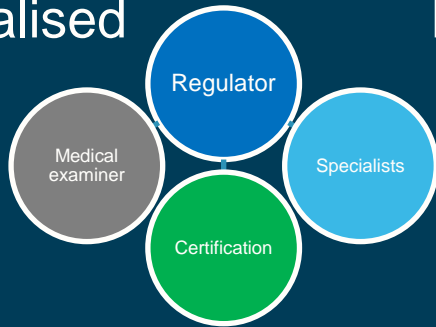 alised
Regulator
Medical
examiner
Specialists
Certification